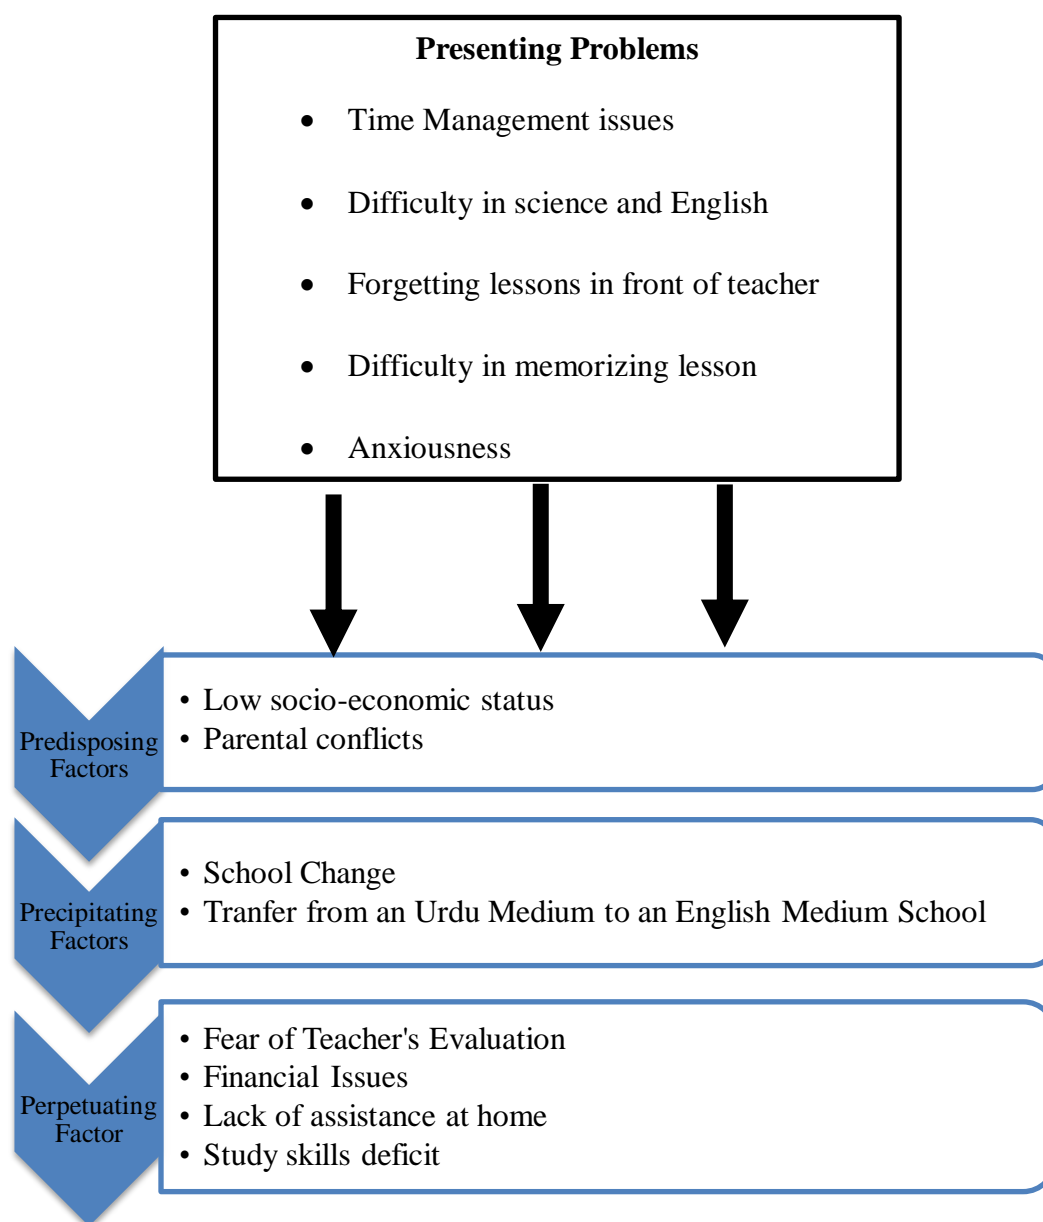 Presenting Problems
• Time Management issues
• Difficulty in science and English
• Forgetting lessons in front of teacher
• Difficulty in memorizing lesson
• Anxiousness
Predisposing
Factors
• Low socio-economic status
• Parental conflicts
Precipitating
Factors
• School Change
• Tranfer from an Urdu Medium to an English Medium School
Perpetuating
Factor
• Fear of Teacher's Evaluation
• Financial Issues
• Lack of assistance at home
• Study skills deficit